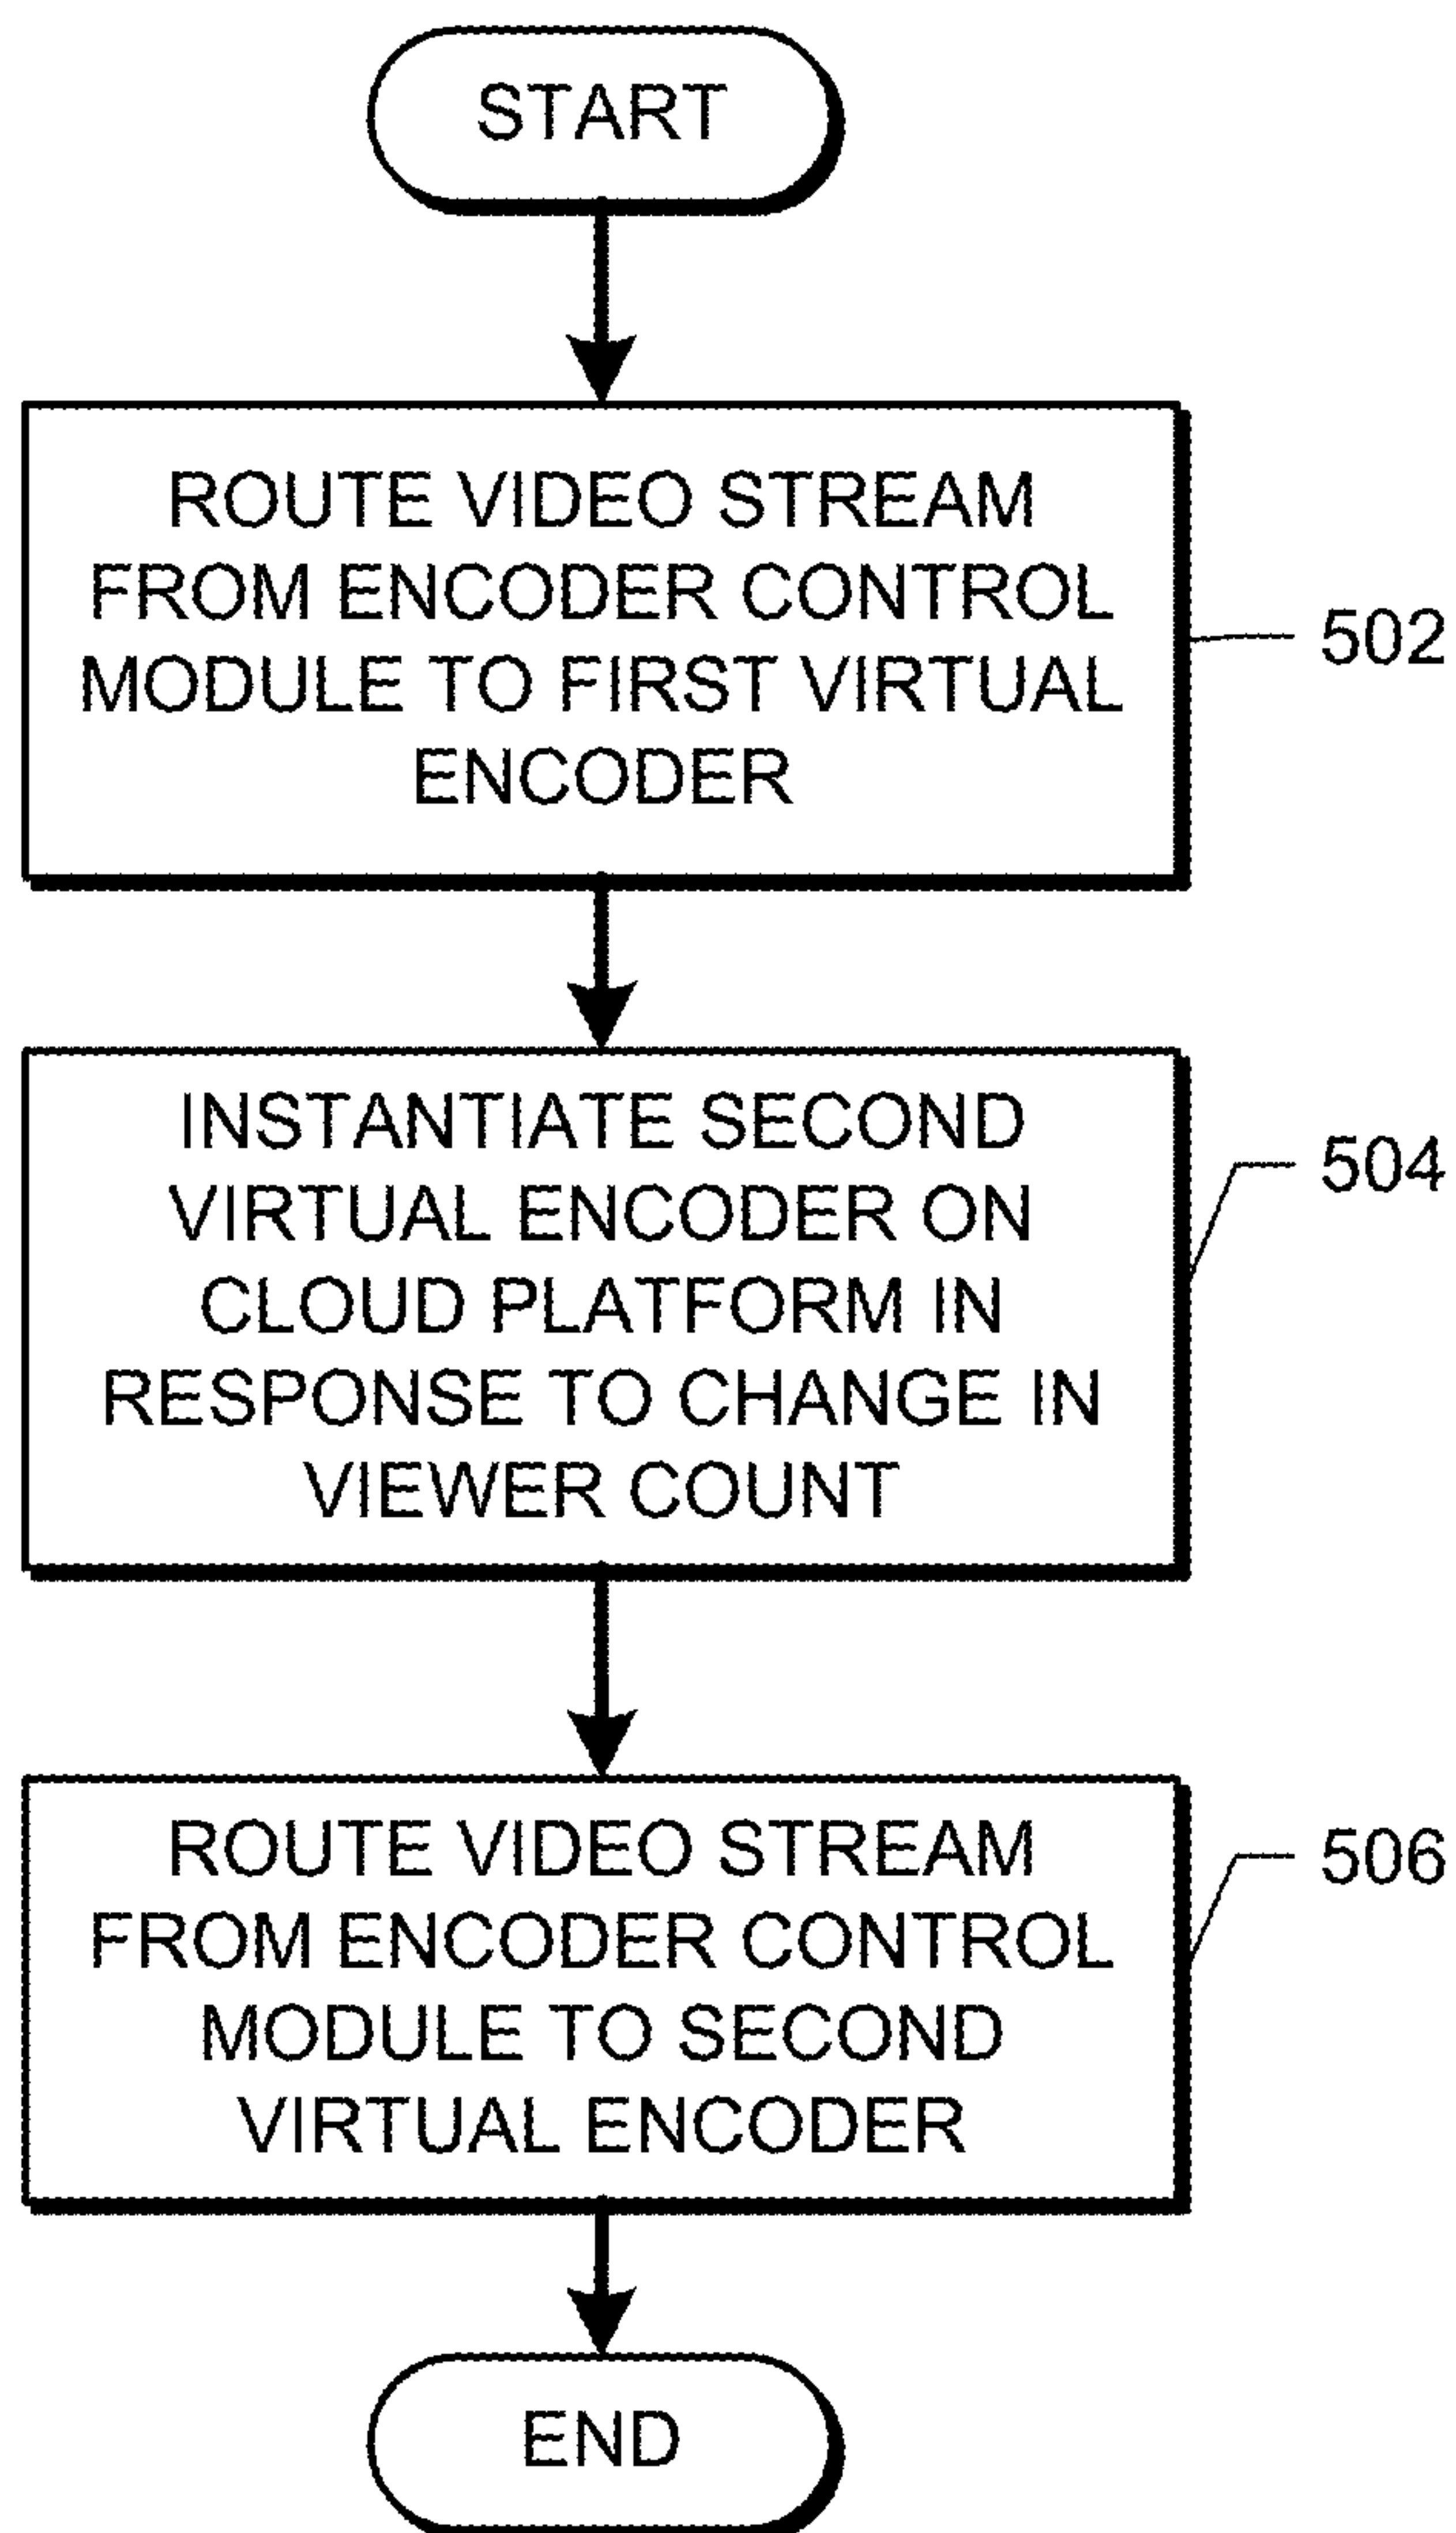 START
ROUTE VIDEO STREAM
FROM ENCODER CONTROL
MODULE TO FIRST VIRTUAL
ENCODER
502
INSTANTIATE SECOND
VIRTUAL ENCODER ON
CLOUD PLATFORM IN
RESPONSE TO CHANGE IN
VIEWER COUNT
504
ROUTE VIDEO STREAM
FROM ENCODER CONTROL
MODULE TO SECOND
VIRTUAL ENCODER
506
END